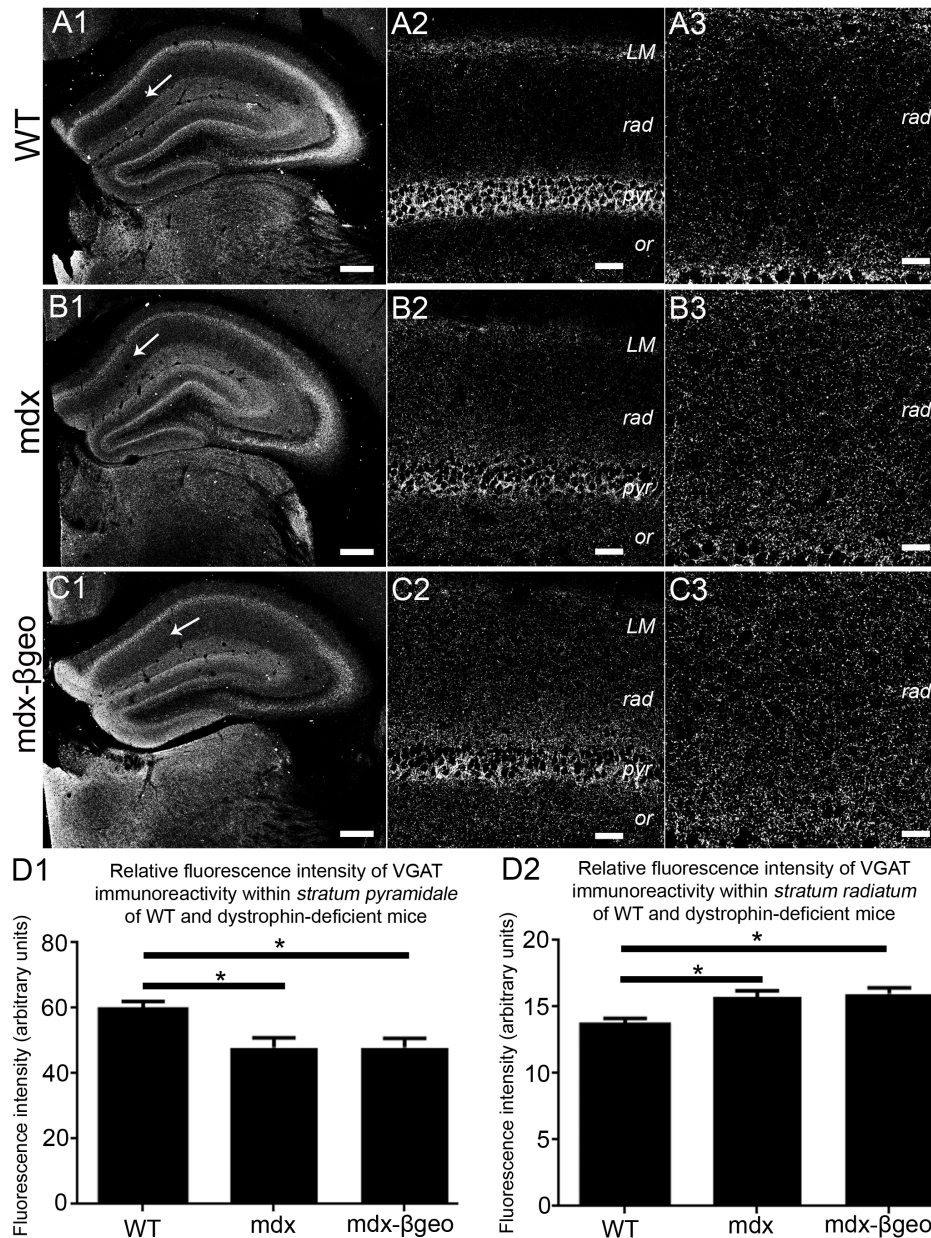 A1
A2
A3
WT
LM
rad
pyr
or
rad
B1
B2
B3
mdx
LM
rad
pyr
or
rad
C1
C2
C3
mdx-βgeo
LM
rad
pyr
or
rad
D1
Relative fluorescence intensity of VGAT
immunoreactivity within stratum pyramidale
of WT and dystrophin-deficient mice
Fluorescence intensity (arbitrary units)
80
60
40
20
0
*
*
WT
mdx
mdx-βgeo
D2
Relative fluorescence intensity of VGAT
immunoreactivity within stratum radiatum
of WT and dystrophin-deficient mice
Fluorescence intensity (arbitrary units)
20
15
10
5
0
*
*
WT
mdx
mdx-βgeo